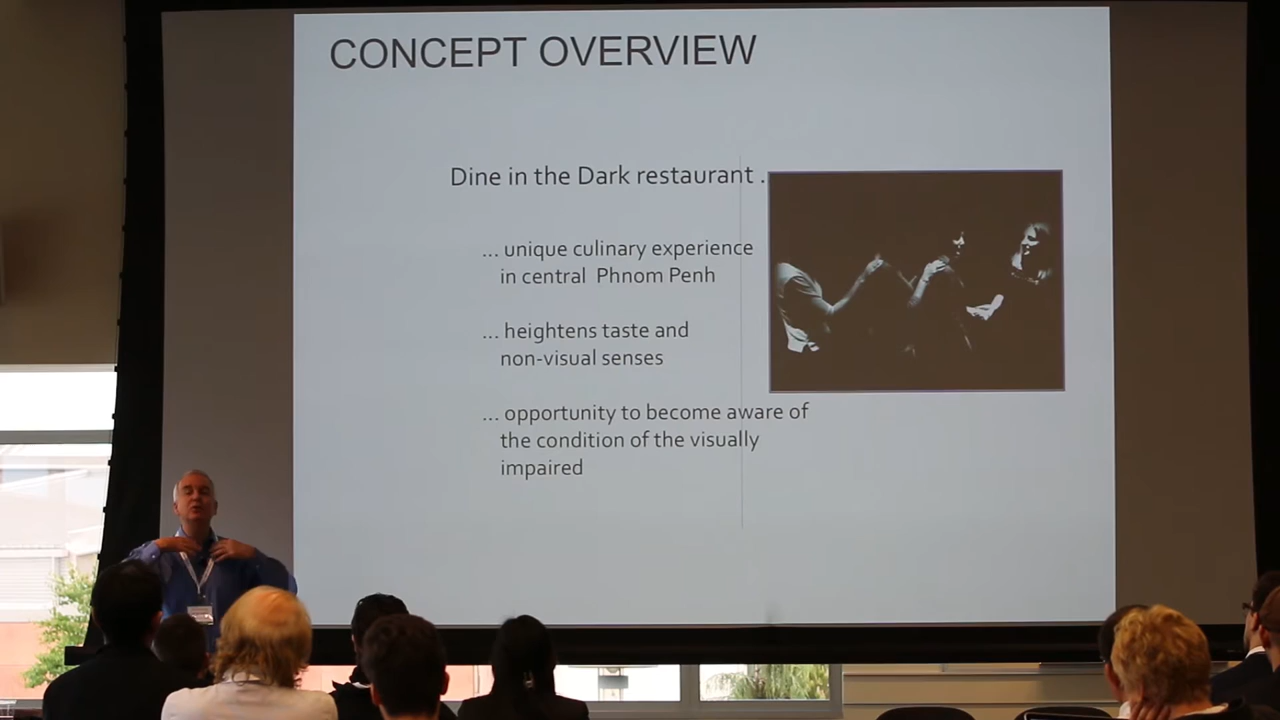 CONCEPT OVERVIEW
Dine in the Dark restaurant .
... unique culinary experience
in central Phnom Penh
... heightens taste and
non-visual senses
... opportunity to become aware of
the condition of the visually
impaired